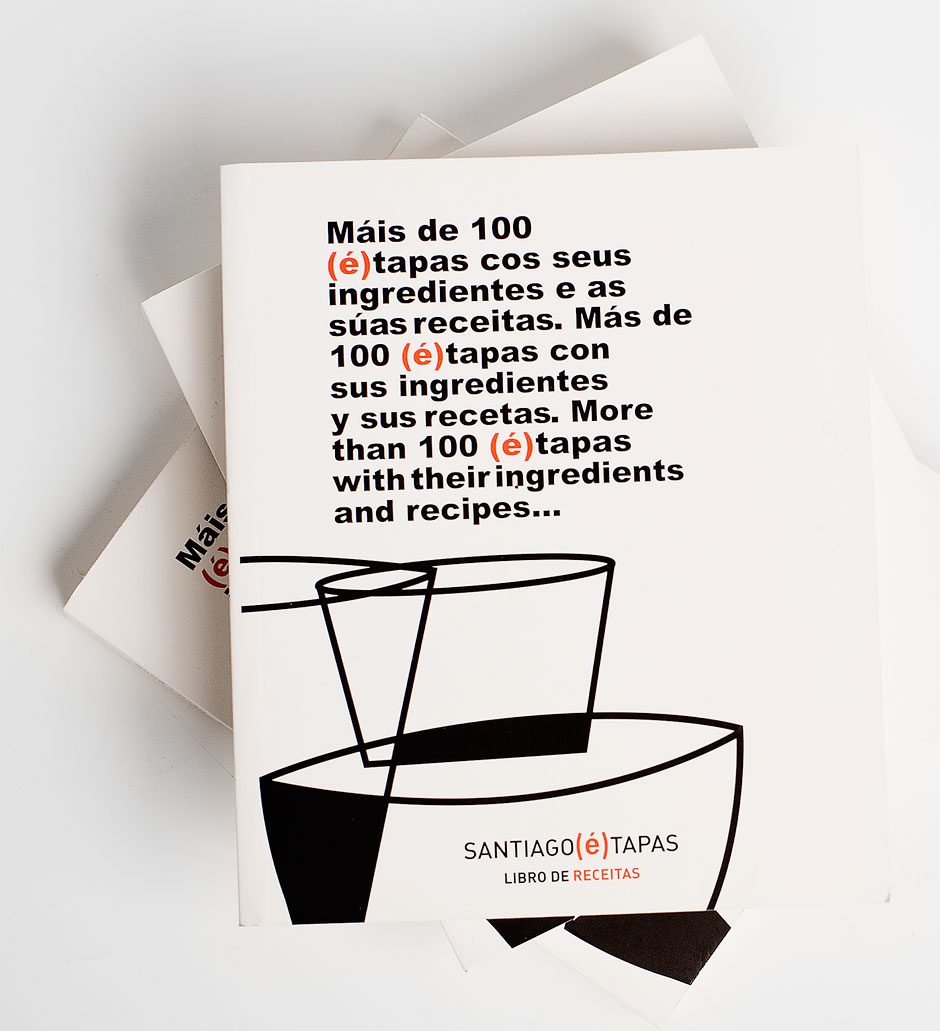 Máis de 100
(é)tapas cos seus
ingredientes e as
súas receitas. Más de
100 (é)tapas con
sus ingredientes
y sus recetas. More
than 100 (é)tapas
with their ingredients
and recipes...
Máis
(é)
SANTIAGO(é)TAPAS
LIBRO DE RECEITAS